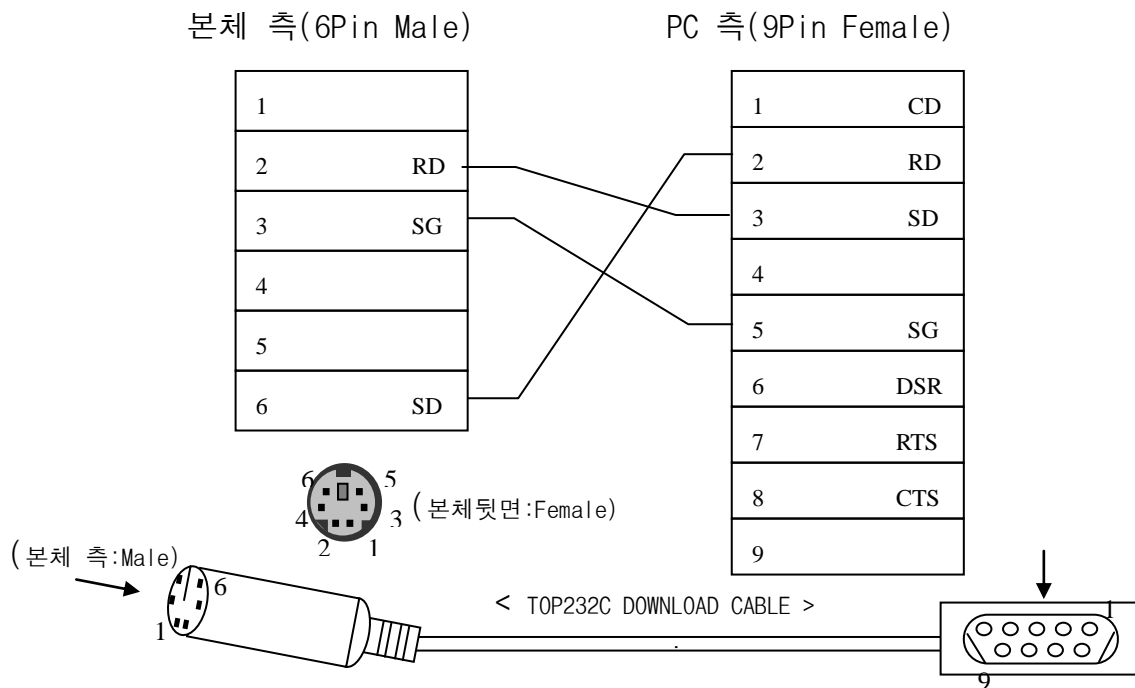 본체 측(6Pin Male)
PC 측(9Pin Female)
1
2 RD
3 SG
4
5
6 SD
1 CD
2 RD
3 SD
4
5 SG
6 DSR
7 RTS
8 CTS
9
6 5
4 3
2 1
(본체뒷면:Female)
(본체 측:Male)
6
1
< TOP232C DOWNLOAD CABLE >
1
9